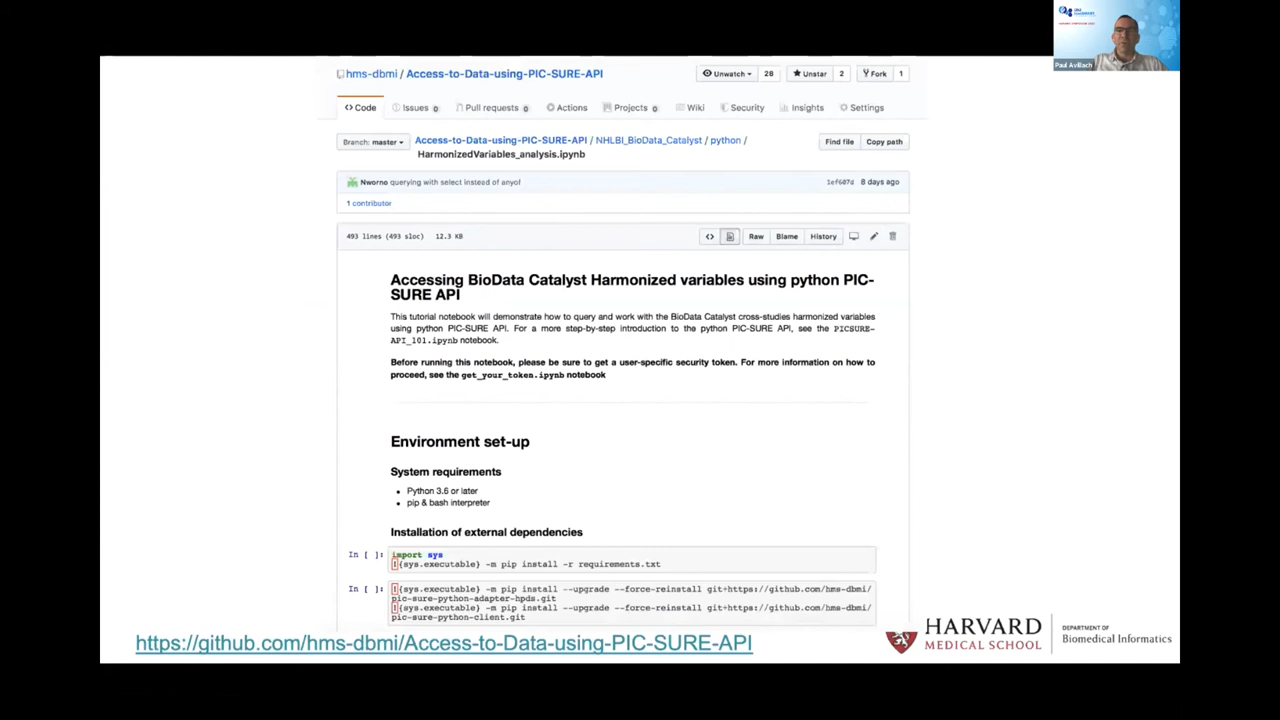 Paul Avillach
hms-dbmi / Access-to-Data-using-PIC-SURE-API
Unwatch 28 Unstar 2 Fork 1
Code Issues 0 Pull requests 0 Actions Projects 0 Wiki Security Insights Settings
Branch: master Access-to-Data-using-PIC-SURE-API / NHLBI_BioData_Catalyst / python / Find file Copy path
HarmonizedVariables_analysis.ipynb
Nworno querying with select instead of anyof 1ef607d 8 days ago
1 contributor
493 lines (493 sloc) 12.3 KB <> Raw Blame History
Accessing BioData Catalyst Harmonized variables using python PIC-
SURE API
This tutorial notebook will demonstrate how to query and work with the BioData Catalyst cross-studies harmonized variables
using python PIC-SURE API. For a more step-by-step introduction to the python PIC-SURE API, see the PICSURE-
API_101.ipynb notebook.
Before running this notebook, please be sure to get a user-specific security token. For more information on how to
proceed, see the get_your_token.ipynb notebook
Environment set-up
System requirements
• Python 3.6 or later
• pip & bash interpreter
Installation of external dependencies
In [ ]: import sys
!{sys.executable} -m pip install -r requirements.txt
In [ ]: !{sys.executable} -m pip install --upgrade --force-reinstall git+https://github.com/hms-dbmi/
pic-sure-python-adapter-hpds.git
!{sys.executable} -m pip install --upgrade --force-reinstall git+https://github.com/hms-dbmi/
pic-sure-python-client.git
https://github.com/hms-dbmi/Access-to-Data-using-PIC-SURE-API
HARVARD
MEDICAL SCHOOL
DEPARTMENT OF
Biomedical Informatics